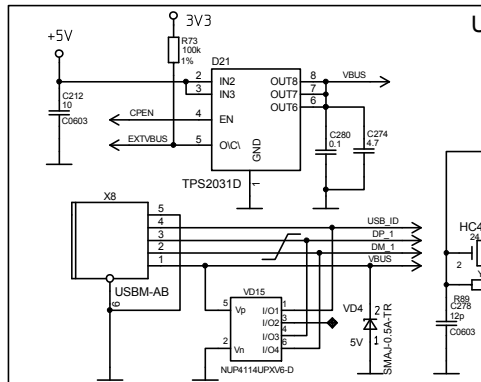 3V3
U
+5V
R73
100k
1%
D21
2 IN2 OUT8 8 VBUS
3 IN3 OUT7 7
OUT6 6
C212
10
C0603
CPEN 4 EN
EXTVBUS 5 O\C\
GND
1
C280
0.1
C274
4.7
TPS2031D
X8
5
4 USB_ID
3 DP_1
2 DM_1
1 VBUS
6
USBM-AB
HC4
24
2
Y
R89
C278
12p
C0603
VD15
5 Vp I/O1 1
I/O2 3
I/O3 4
2 Vn I/O4 6
NUP4114UPXV6-D
VD4
5V
2
1
SMAJ-0.5A-TR